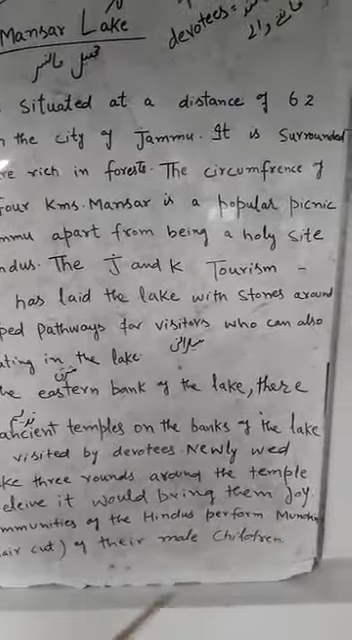 Mansar Lake
devotees =
جھیل مانسر
situated at a distance of 62
the city of Jammu. It is surrounded
re rich in forests. The circumfrence of
four Kms. Mansar is a popular picnic
mmu apart from being a holy site
ndus. The J and K Tourism -
has laid the lake with stones around
ped pathways for visitors who can also
ating in the lake.
he eastern bank of the lake, there
ancient temples on the banks of the lake
visited by devotees Newly wed
ke three rounds around the temple
eleive it would bring them Joy.
mmunities of the Hindus perform Mundan
air cut) of their male Children.